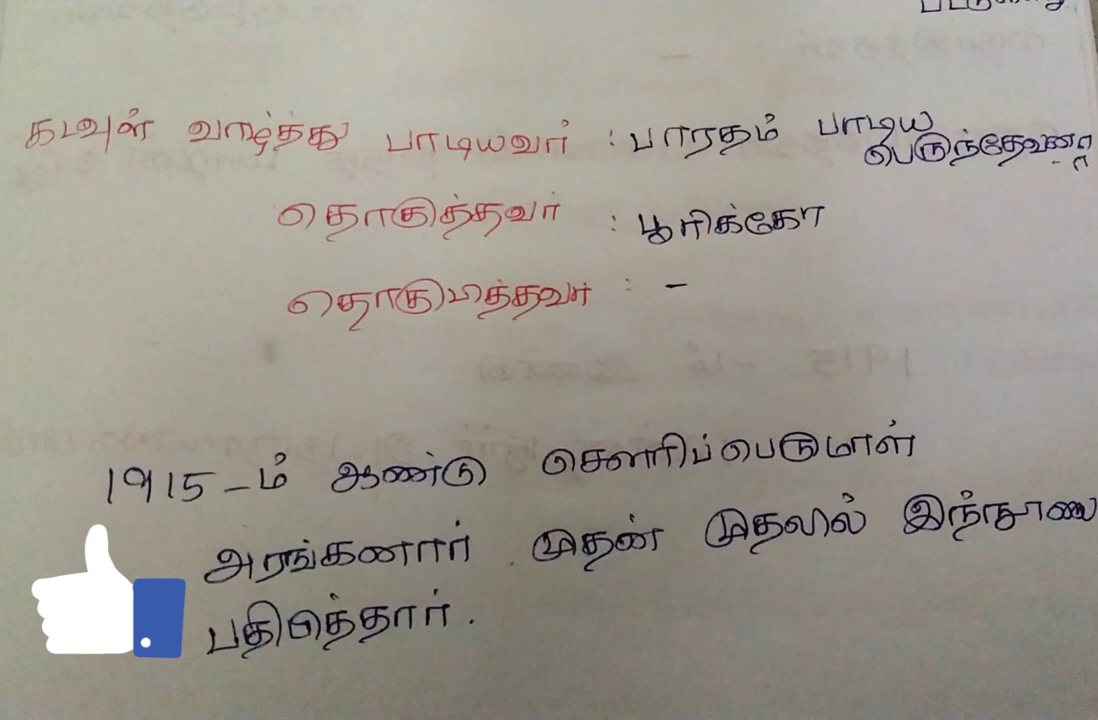 கடவுள் வாழ்த்து பாடியவர் : பாரதம் பாடிய
பெருந்தேவனார்
தொகுத்தவர் : பூரிக்கோ
தொகுப்பித்தவர் : -
1915-ம் ஆண்டு சௌரிப்பெருமாள்
அரங்கனார் முதன் முதலில் இந்நூலை
பதிப்பித்தார்.